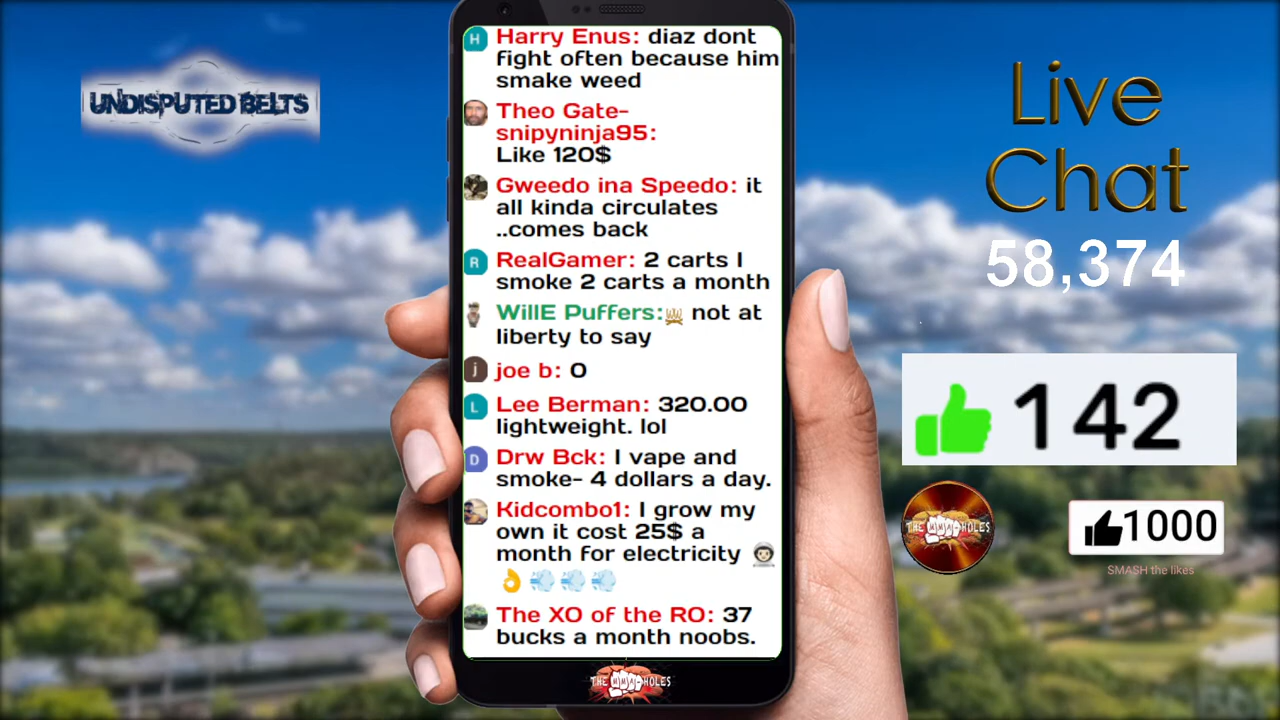 UNDISPUTED BELTS
Harry Enus: diaz dont
fight often because him
smake weed
Theo Gate-
snipyninja95:
Like 120$
Gweedo ina Speedo: it
all kinda circulates
..comes back
RealGamer: 2 carts I
smoke 2 carts a month
WillE Puffers: not at
liberty to say
joe b: 0
Lee Berman: 320.00
lightweight. lol
Drw Bck: I vape and
smoke- 4 dollars a day.
Kidcombo1: I grow my
own it cost 25$ a
month for electricity 👨🏻‍🚀
👌💨💨💨
The XO of the RO: 37
bucks a month noobs.
THE MMA-HOLES
Live
Chat
58,374
142
THE MMA-HOLES
1000
SMASH the likes
H
R
j
L
D